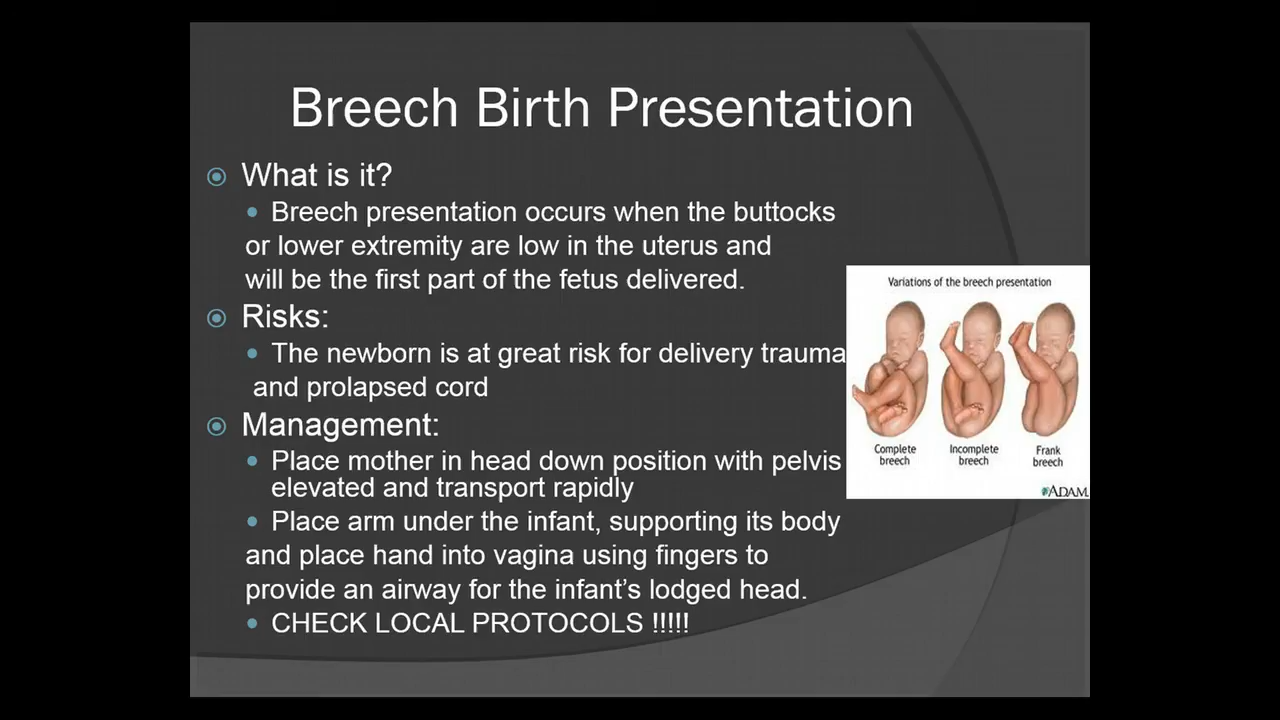 Breech Birth Presentation
What is it?
Breech presentation occurs when the buttocks
or lower extremity are low in the uterus and
will be the first part of the fetus delivered.
Risks:
The newborn is at great risk for delivery trauma
and prolapsed cord
Management:
Place mother in head down position with pelvis
elevated and transport rapidly
Place arm under the infant, supporting its body
and place hand into vagina using fingers to
provide an airway for the infant’s lodged head.
CHECK LOCAL PROTOCOLS !!!!!
Variations of the breech presentation
Complete breech
Incomplete breech
Frank breech
ADAM